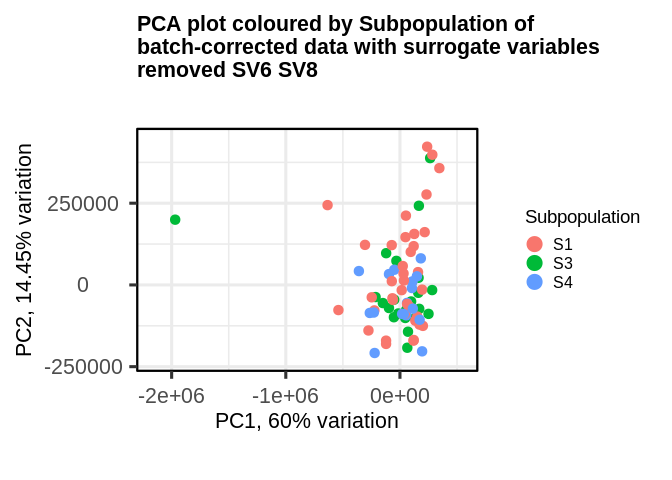 PCA plot coloured by Subpopulation of
batch-corrected data with surrogate variables
removed SV6 SV8
PC2, 14.45% variation
250000
0
-250000
-2e+06
-1e+06
0e+00
PC1, 60% variation
Subpopulation
S1
S3
S4